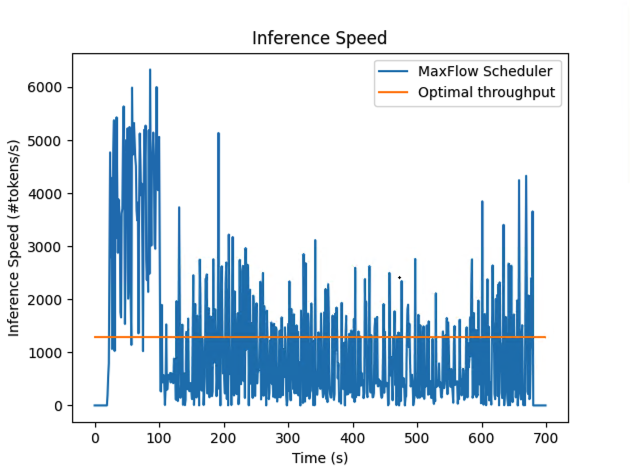 Inference Speed
MaxFlow Scheduler
Optimal throughput
6000
5000
4000
3000
2000
1000
0
Inference Speed (#tokens/s)
0 100 200 300 400 500 600 700
Time (s)